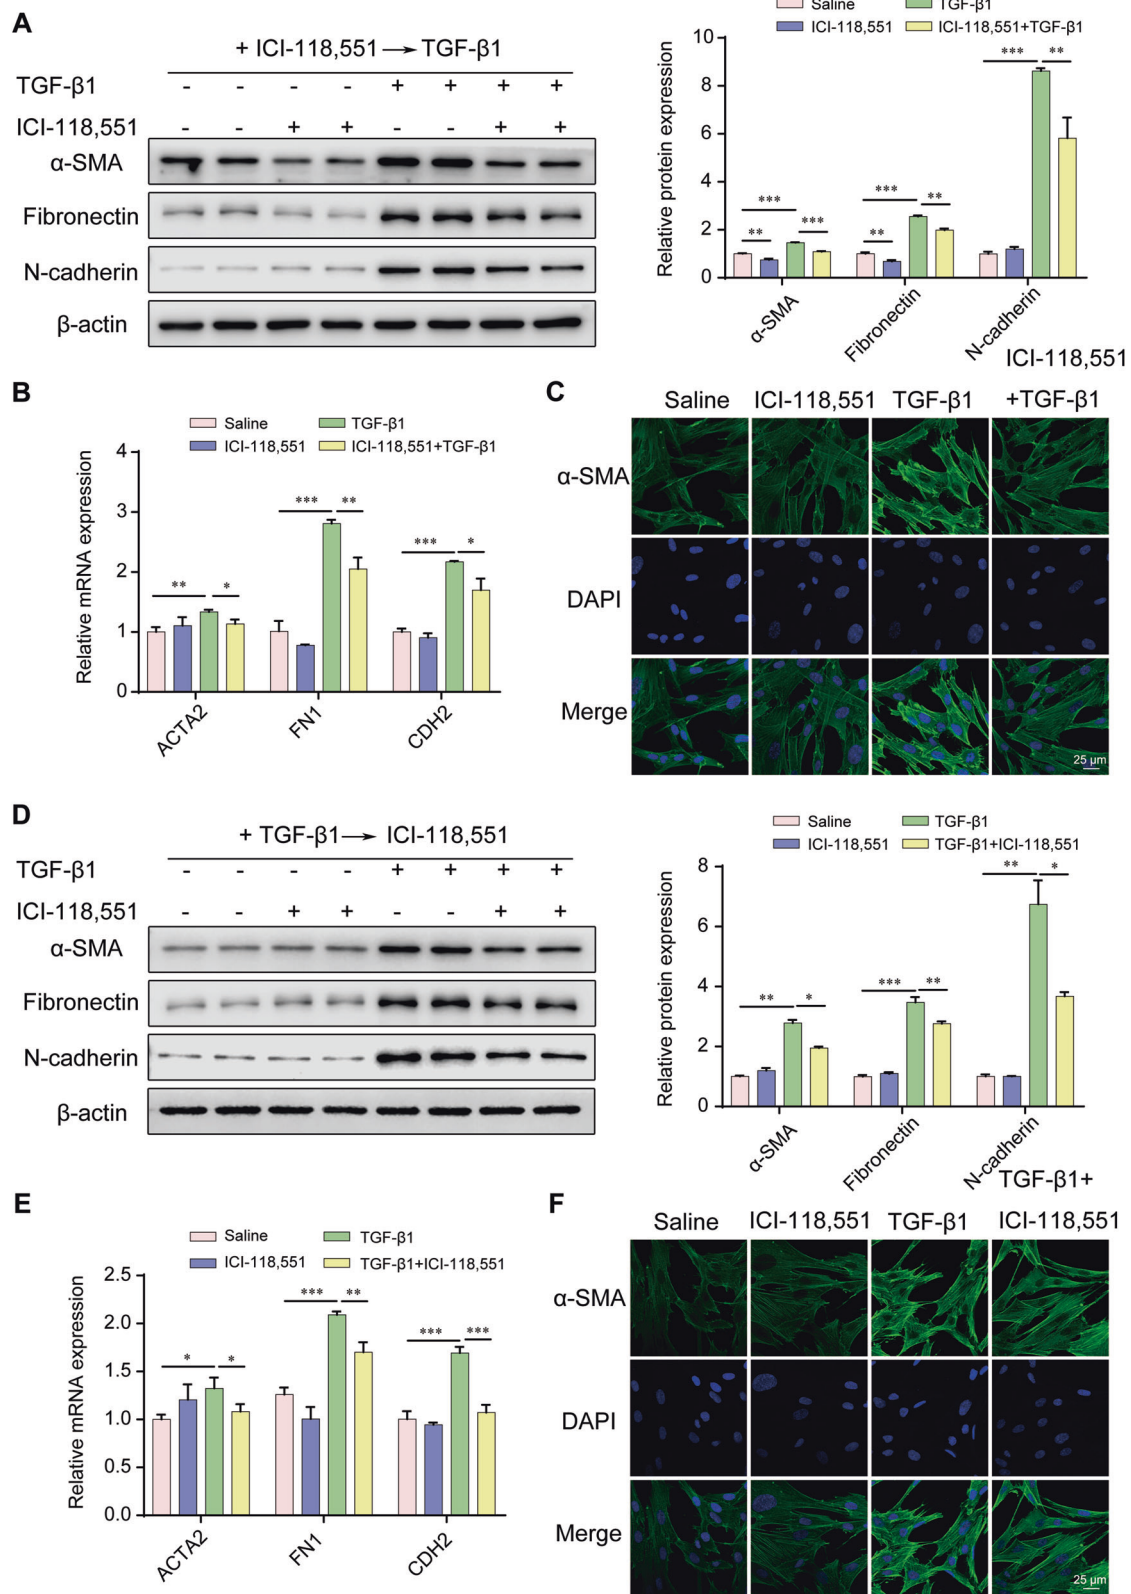 A
+ ICI-118,551 → TGF-β1
TGF-β1 - - - - + + + +
ICI-118,551 - - + + - - + +
α-SMA
Fibronectin
N-cadherin
β-actin
Saline TGF-β1
ICI-118,551 ICI-118,551+TGF-β1
Relative protein expression
10
8
6
4
2
0
*** ** *** *** ** ** *** **
α-SMA Fibronectin N-cadherin
B
Saline TGF-β1
ICI-118,551 ICI-118,551+TGF-β1
Relative mRNA expression
4
3
2
1
0
** * *** ** *** *
ACTA2 FN1 CDH2
C
ICI-118,551
Saline ICI-118,551 TGF-β1 +TGF-β1
α-SMA
DAPI
Merge
25 μm
D
+ TGF-β1 → ICI-118,551
TGF-β1 - - - - + + + +
ICI-118,551 - - + + - - + +
α-SMA
Fibronectin
N-cadherin
β-actin
Saline TGF-β1
ICI-118,551 TGF-β1+ICI-118,551
Relative protein expression
8
6
4
2
0
** * *** ** ** *
α-SMA Fibronectin N-cadherin
E
Saline TGF-β1
ICI-118,551 TGF-β1+ICI-118,551
Relative mRNA expression
2.5
2.0
1.5
1.0
0.5
0.0
* * *** ** *** ***
ACTA2 FN1 CDH2
F
TGF-β1+
Saline ICI-118,551 TGF-β1 ICI-118,551
α-SMA
DAPI
Merge
25 μm